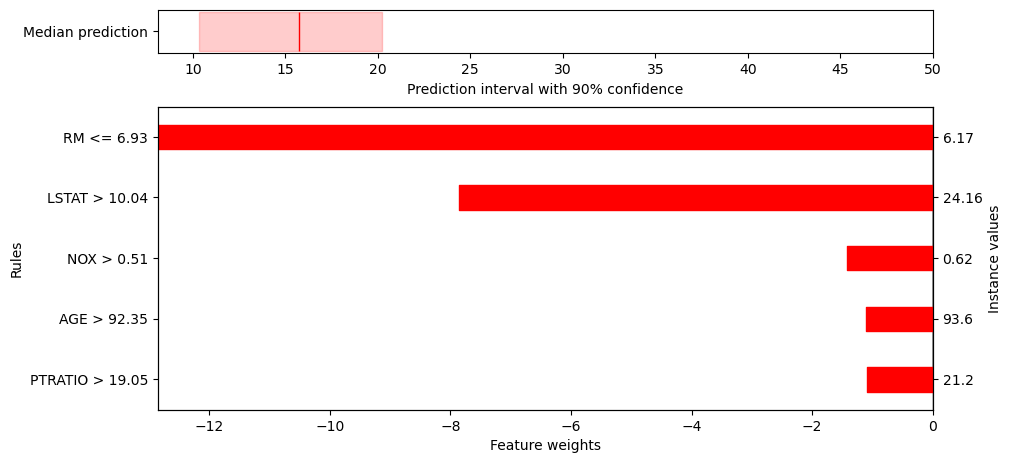 Median prediction
10 15 20 25 30 35 40 45 50
Prediction interval with 90% confidence
Rules
RM <= 6.93 6.17
LSTAT > 10.04 24.16
NOX > 0.51 0.62
AGE > 92.35 93.6
PTRATIO > 19.05 21.2
Instance values
−12 −10 −8 −6 −4 −2 0
Feature weights